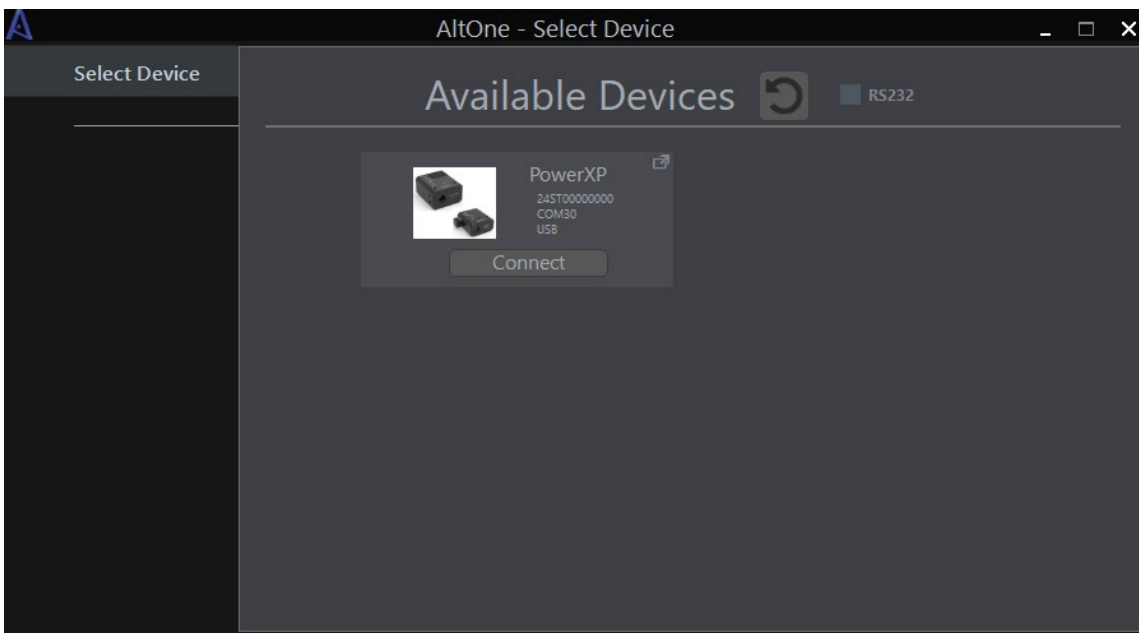 AltOne - Select Device
Select Device
Available Devices
RS232
PowerXP
24ST00000000
COM30
USB
Connect